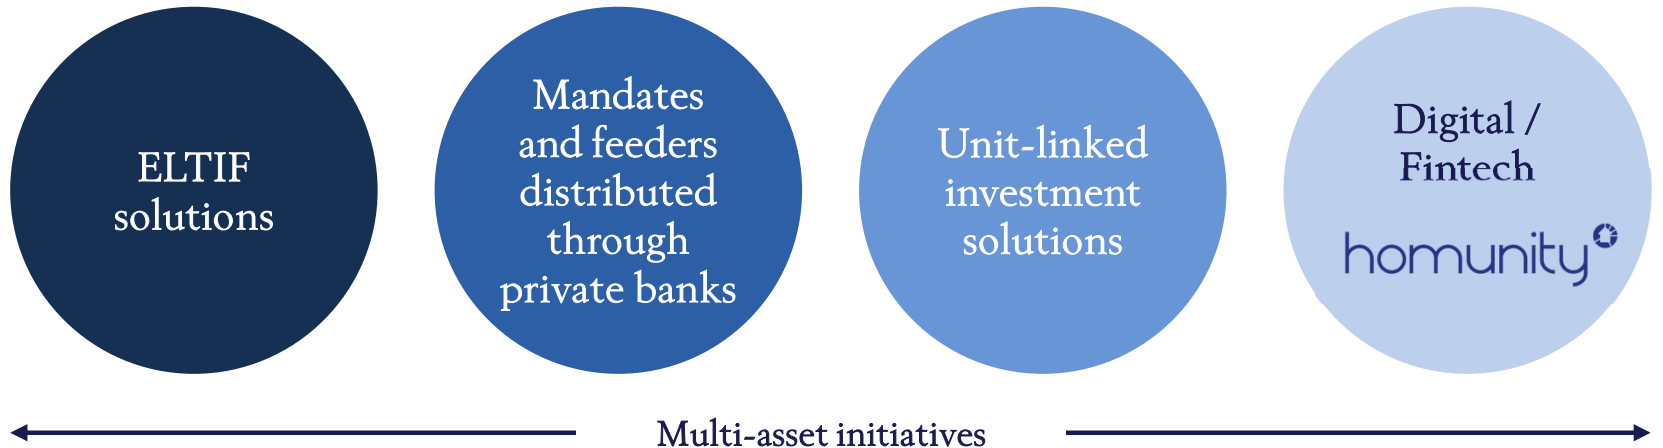 ELTIF
solutions
Mandates
and feeders
distributed
through
private banks
Unit-linked
investment
solutions
Digital /
Fintech
homunity
Multi-asset initiatives